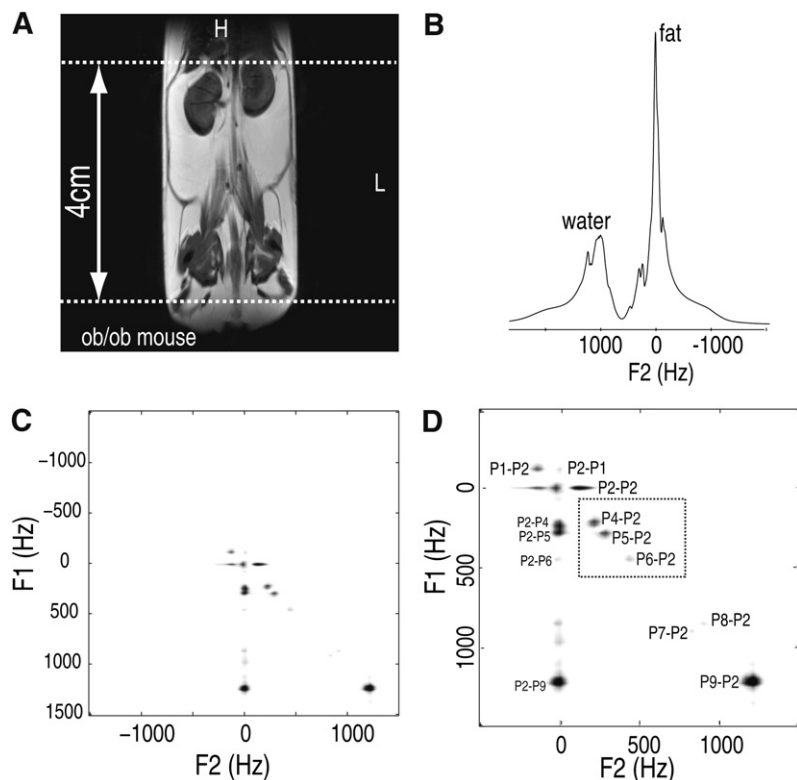 A
H
4cm
L
ob/ob mouse
B
fat
water
1000 0 -1000
F2 (Hz)
C
-1000
-500
0
500
1000
1500
F1 (Hz)
-1000 0 1000
F2 (Hz)
D
P1-P2 P2-P1
P2-P2
P2-P4 P4-P2
P2-P5 P5-P2
P2-P6 P6-P2
P7-P2 P8-P2
P2-P9 P9-P2
0
500
1000
F1 (Hz)
0 500 1000
F2 (Hz)